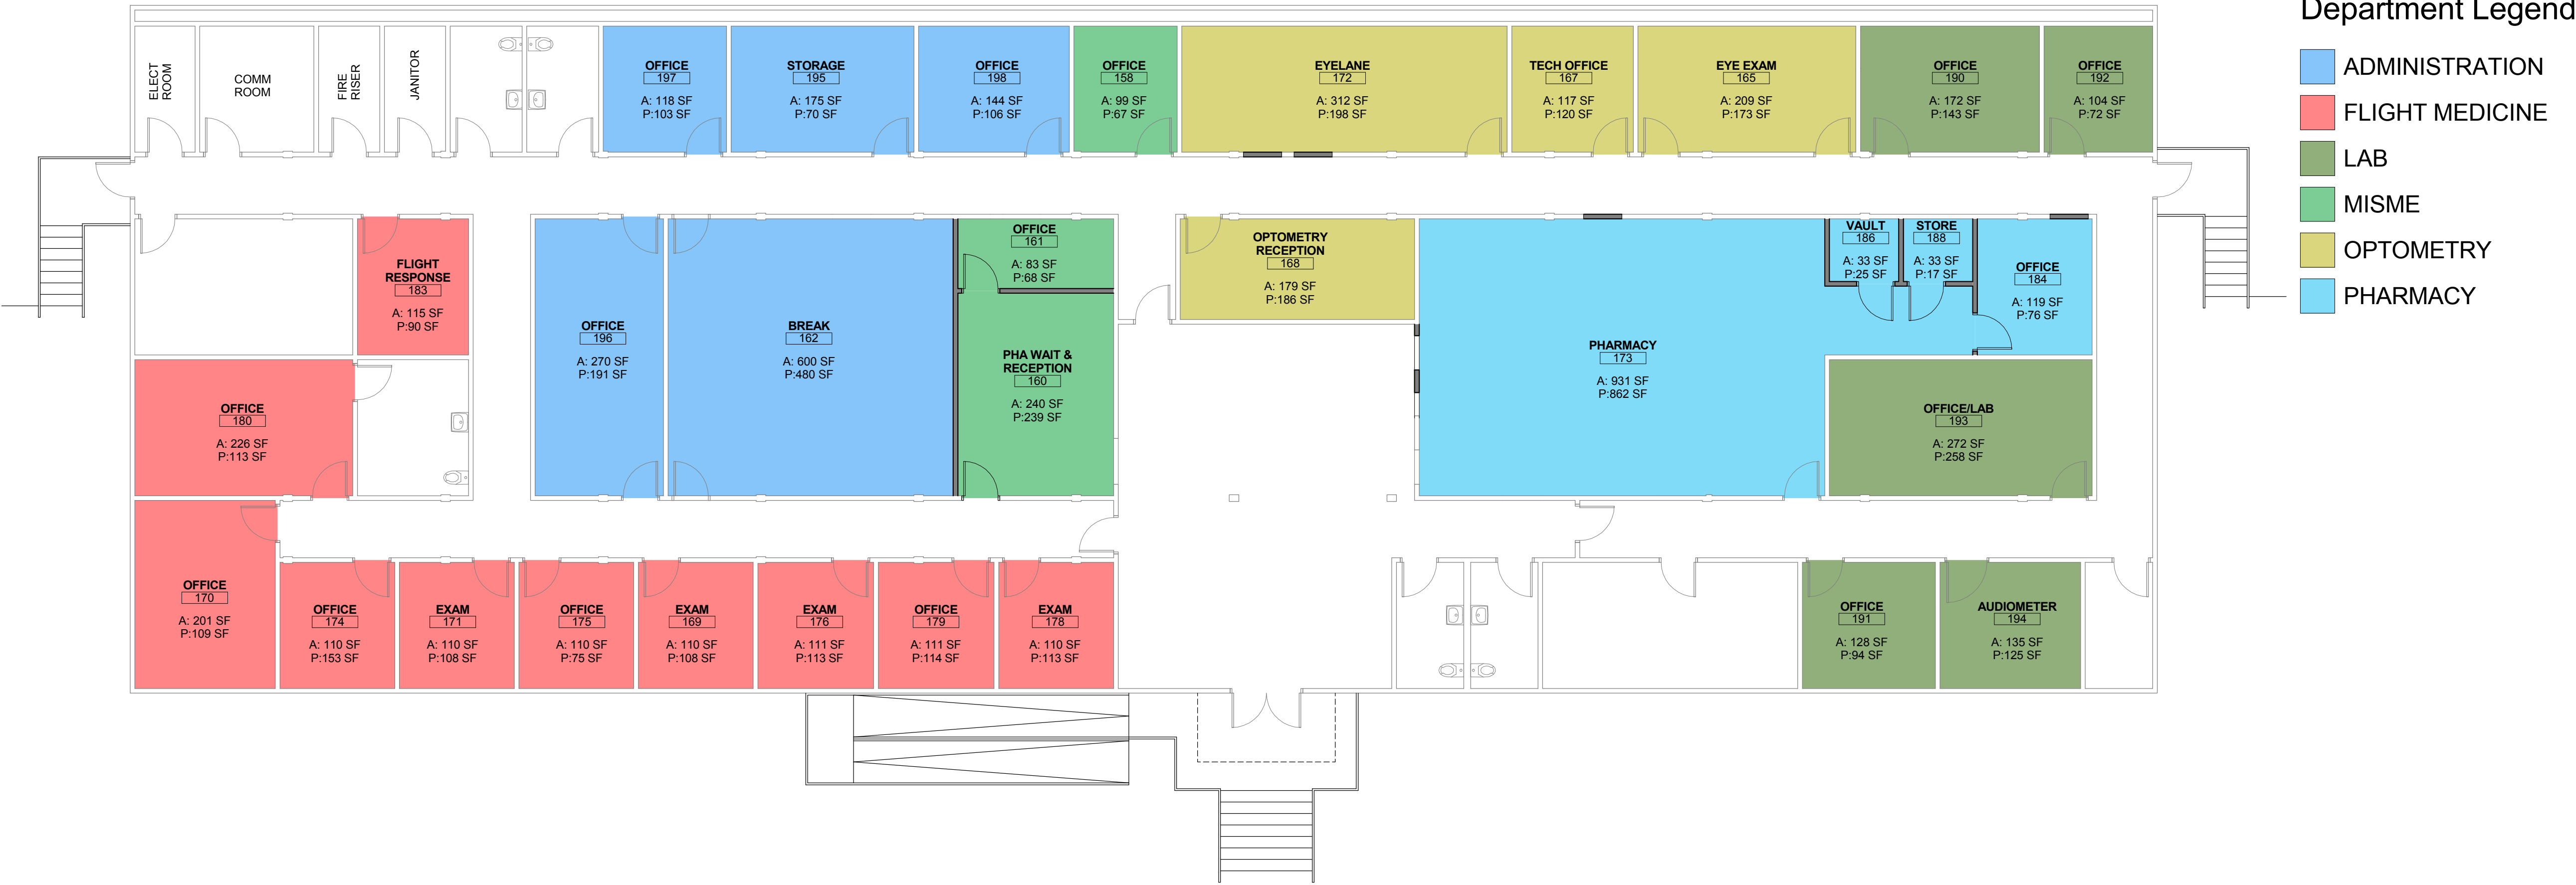 Department Legend
ADMINISTRATION
FLIGHT MEDICINE
LAB
MISME
OPTOMETRY
PHARMACY
ELECT
ROOM
COMM
ROOM
FIRE
RISER
JANITOR
OFFICE
197
A: 118 SF
P:103 SF
STORAGE
195
A: 175 SF
P:70 SF
OFFICE
198
A: 144 SF
P:106 SF
OFFICE
158
A: 99 SF
P:67 SF
EYELANE
172
A: 312 SF
P:198 SF
TECH OFFICE
167
A: 117 SF
P:120 SF
EYE EXAM
165
A: 209 SF
P:173 SF
OFFICE
190
A: 172 SF
P:143 SF
OFFICE
192
A: 104 SF
P:72 SF
FLIGHT
RESPONSE
183
A: 115 SF
P:90 SF
OFFICE
196
A: 270 SF
P:191 SF
BREAK
162
A: 600 SF
P:480 SF
OFFICE
161
A: 83 SF
P:68 SF
PHA WAIT &
RECEPTION
160
A: 240 SF
P:239 SF
OPTOMETRY
RECEPTION
168
A: 179 SF
P:186 SF
PHARMACY
173
A: 931 SF
P:862 SF
VAULT
186
A: 33 SF
P:25 SF
STORE
188
A: 33 SF
P:17 SF
OFFICE
184
A: 119 SF
P:76 SF
OFFICE/LAB
193
A: 272 SF
P:258 SF
OFFICE
180
A: 226 SF
P:113 SF
OFFICE
170
A: 201 SF
P:109 SF
OFFICE
174
A: 110 SF
P:153 SF
EXAM
171
A: 110 SF
P:108 SF
OFFICE
175
A: 110 SF
P:75 SF
EXAM
169
A: 110 SF
P:108 SF
EXAM
176
A: 111 SF
P:113 SF
OFFICE
179
A: 111 SF
P:114 SF
EXAM
178
A: 110 SF
P:113 SF
OFFICE
191
A: 128 SF
P:94 SF
AUDIOMETER
194
A: 135 SF
P:125 SF